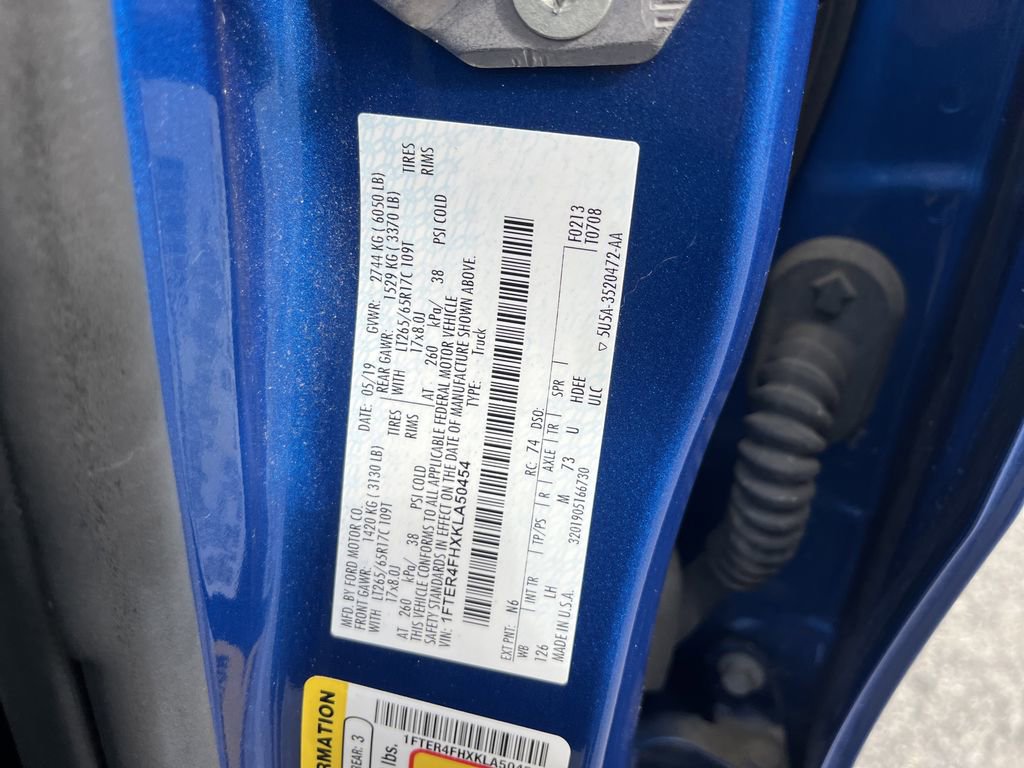 MFD. BY FORD MOTOR CO.
DATE: 05/19 GVWR: 2744 KG ( 6050 LB)
FRONT GAWR: 1420 KG ( 3130 LB) REAR GAWR: 1529 KG ( 3370 LB)
WITH LT265/65R17C 109T TIRES WITH LT265/65R17C 109T TIRES
17x8.0J RIMS 17x8.0J RIMS
AT 260 kPa/ 38 PSI COLD AT 260 kPa/ 38 PSI COLD
THIS VEHICLE CONFORMS TO ALL APPLICABLE FEDERAL MOTOR VEHICLE
SAFETY STANDARDS IN EFFECT ON THE DATE OF MANUFACTURE SHOWN ABOVE.
VIN: 1FTER4FHXKLA50454 TYPE: Truck
EXT PNT: N6 RC: 74 DSO: F0213
T0708
WB INT TR TP/PS R AXLE TR SPR
126 LH M 73 U HDEE
ULC
MADE IN U.S.A. 3201905166730 5U5A-3520472-AA
1FTER4FHXKLA504
REAR: 3
lbs.